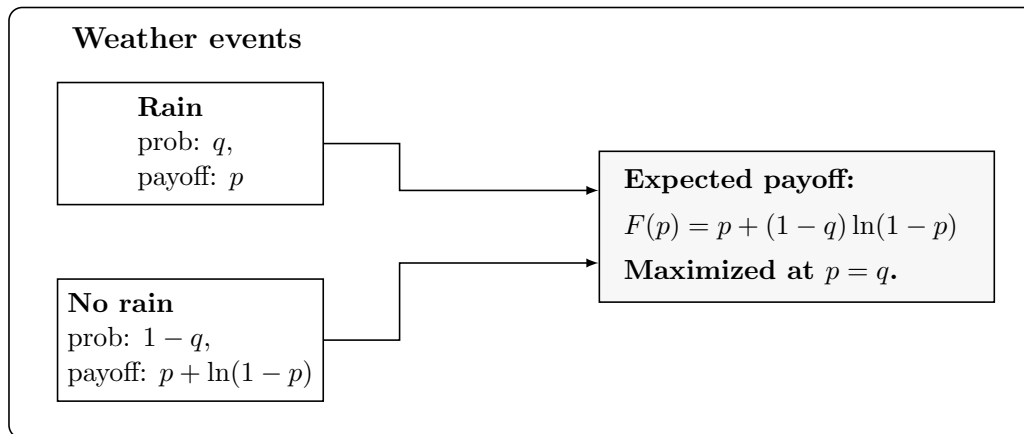 Weather events
Rain
prob: q,
payoff: p
No rain
prob: 1 − q,
payoff: p + ln(1 − p)
Expected payoff:
F(p) = p + (1 − q) ln(1 − p)
Maximized at p = q.